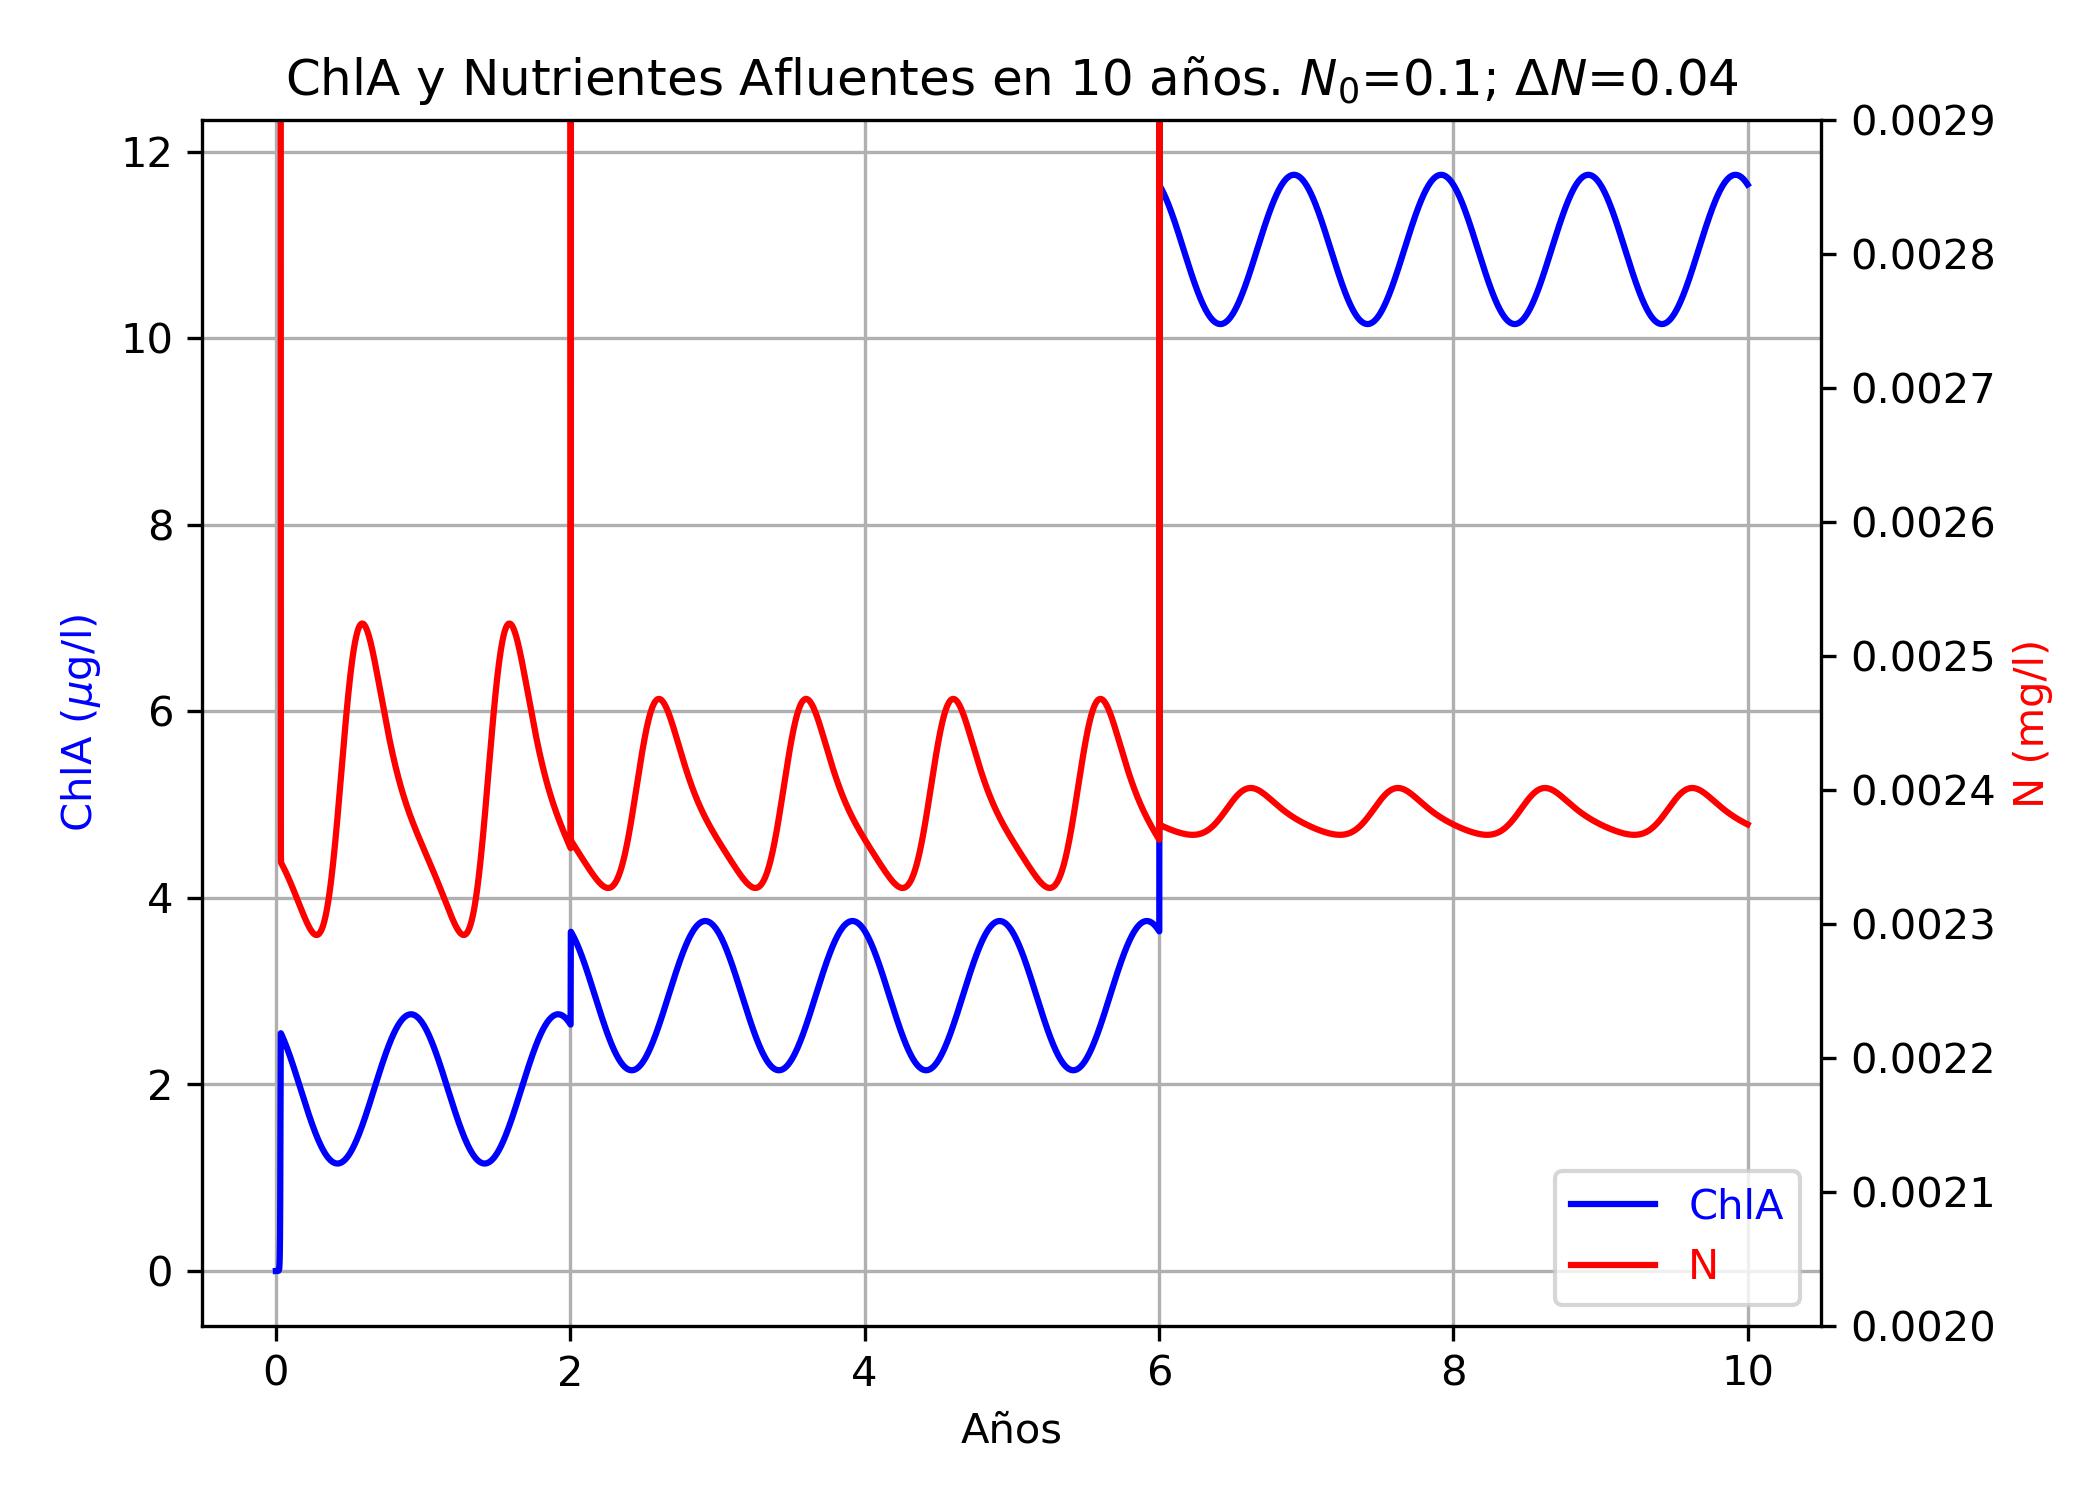 ChlA y Nutrientes Afluentes en 10 años. N₀=0.1; ΔN=0.04
12
10
8
6
4
2
0
ChlA (μg/l)
0.0029
0.0028
0.0027
0.0026
0.0025
0.0024
0.0023
0.0022
0.0021
0.0020
N (mg/l)
ChlA
N
0 2 4 6 8 10
Años